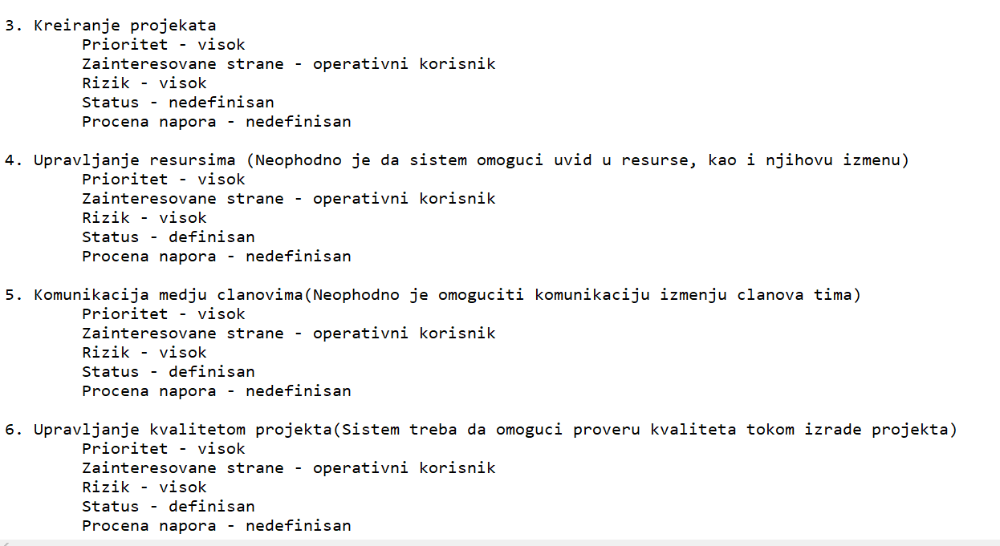 3. Kreiranje projekata
Prioritet - visok
Zainteresovane strane - operativni korisnik
Rizik - visok
Status - nedefinisan
Procena napora - nedefinisan
4. Upravljanje resursima (Neophodno je da sistem omoguci uvid u resurse, kao i njihovu izmenu)
Prioritet - visok
Zainteresovane strane - operativni korisnik
Rizik - visok
Status - definisan
Procena napora - nedefinisan
5. Komunikacija medju clanovima(Neophodno je omoguciti komunikaciju izmenju clanova tima)
Prioritet - visok
Zainteresovane strane - operativni korisnik
Rizik - visok
Status - definisan
Procena napora - nedefinisan
6. Upravljanje kvalitetom projekta(Sistem treba da omoguci proveru kvaliteta tokom izrade projekta)
Prioritet - visok
Zainteresovane strane - operativni korisnik
Rizik - visok
Status - definisan
Procena napora - nedefinisan